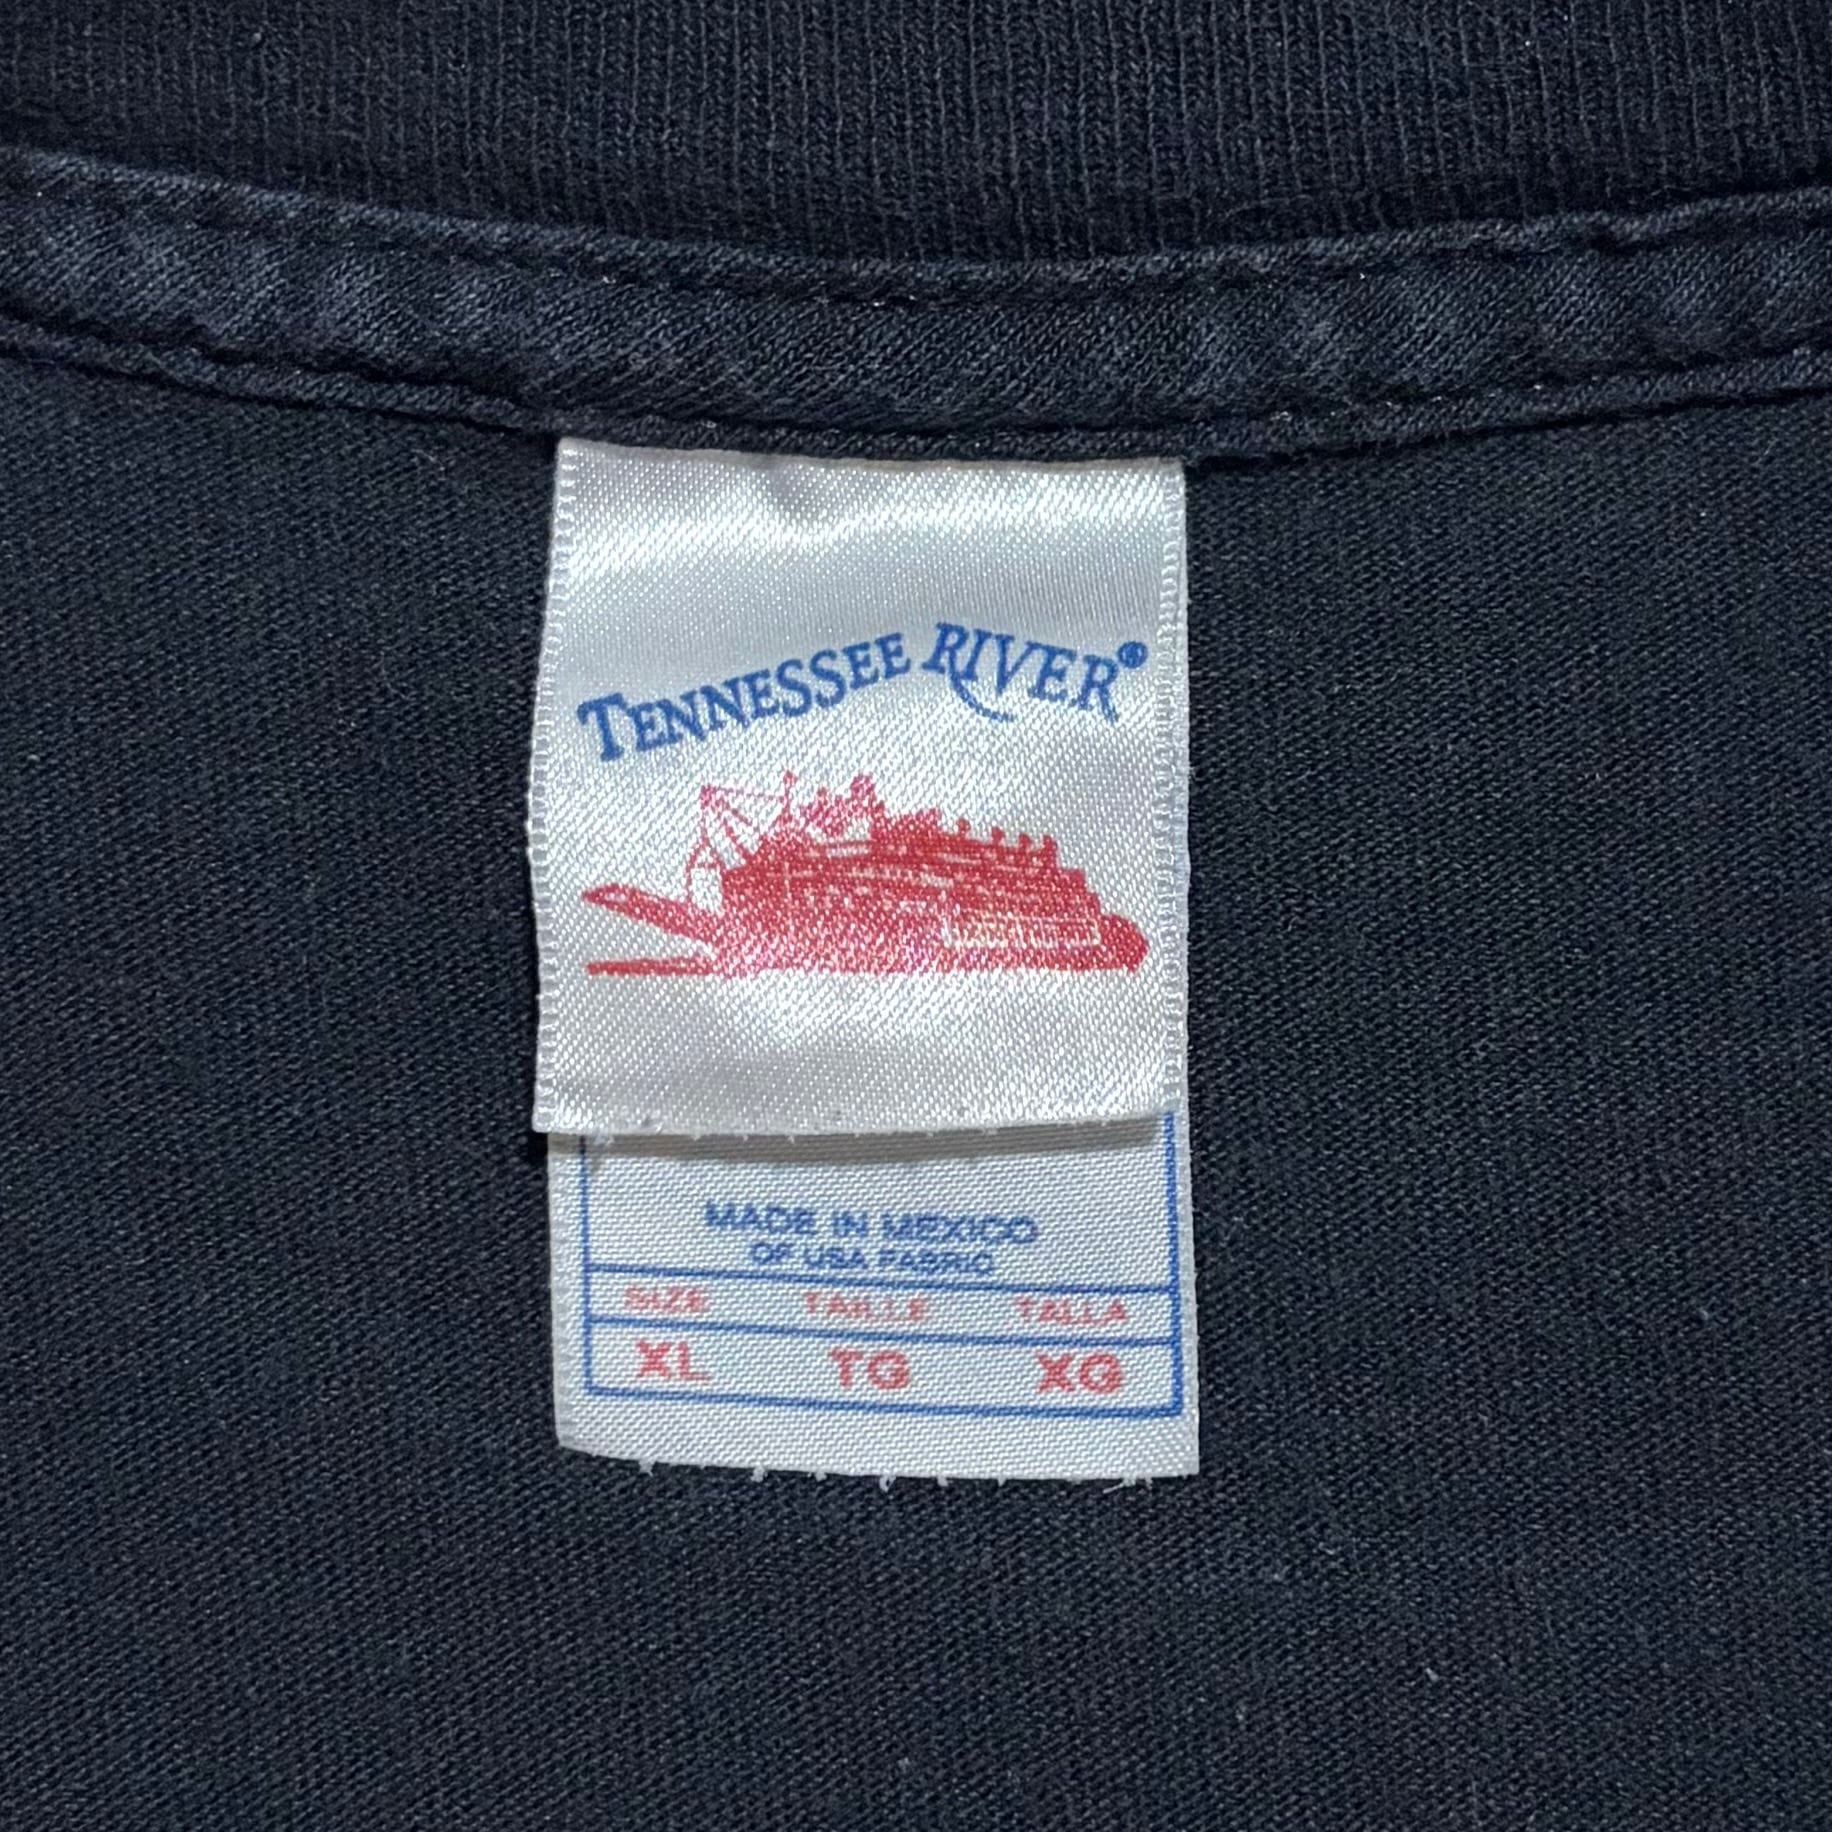 TENNESSEE RIVER®
MADE IN MEXICO
OF USA FABRIC
SIZE TAILLE TALLA
XL TG XG